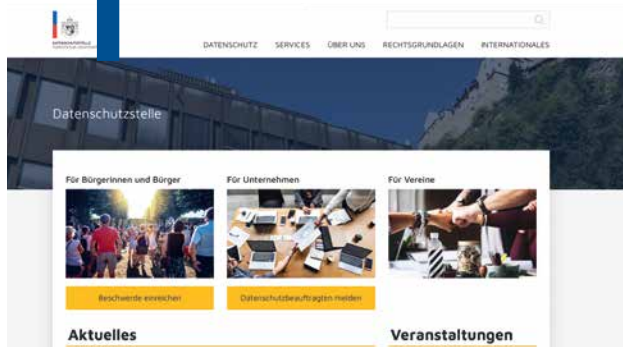 DATENSCHUTZSTELLE
DATENSCHUTZ SERVICES ÜBER UNS RECHTSGRUNDLAGEN INTERNATIONALES
Datenschutzstelle
Für Bürgerinnen und Bürger Für Unternehmen Für Vereine
Beschwerde einreichen Datenschutzbeauftragten melden
Aktuelles Veranstaltungen